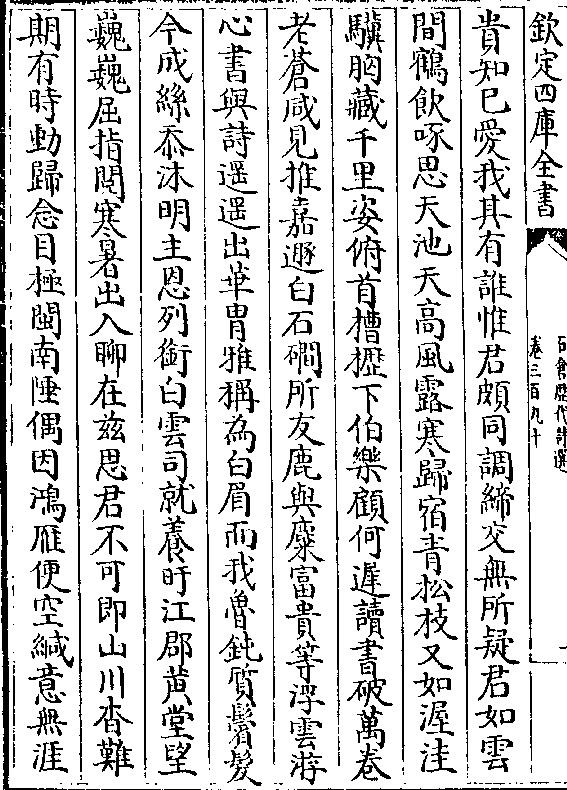 欽定四庫全書
石倉歷代詩選
卷三百九十
貴知已愛我其有誰惟君頗同調締交無所疑君如雲
間鶴飲啄思天池天高風露寒歸宿青松枝又如渥洼
驥胸藏千里姿俯首槽櫪下伯樂顧何遲讀書破萬卷
老蒼咸見推嘉遯白石磵所友鹿與麋富貴等浮雲游
心書與詩遥遥出華胄雅稱為白眉而我魯鈍質鬢髮
今成絲忝沐明主恩列銜白雲司就養盱江郡黄堂望
巍巍屈指閲寒暑出入聊在兹思君不可即山川杳難
期有時動歸念目極閩南陲偶因鴻雁便空緘意無涯